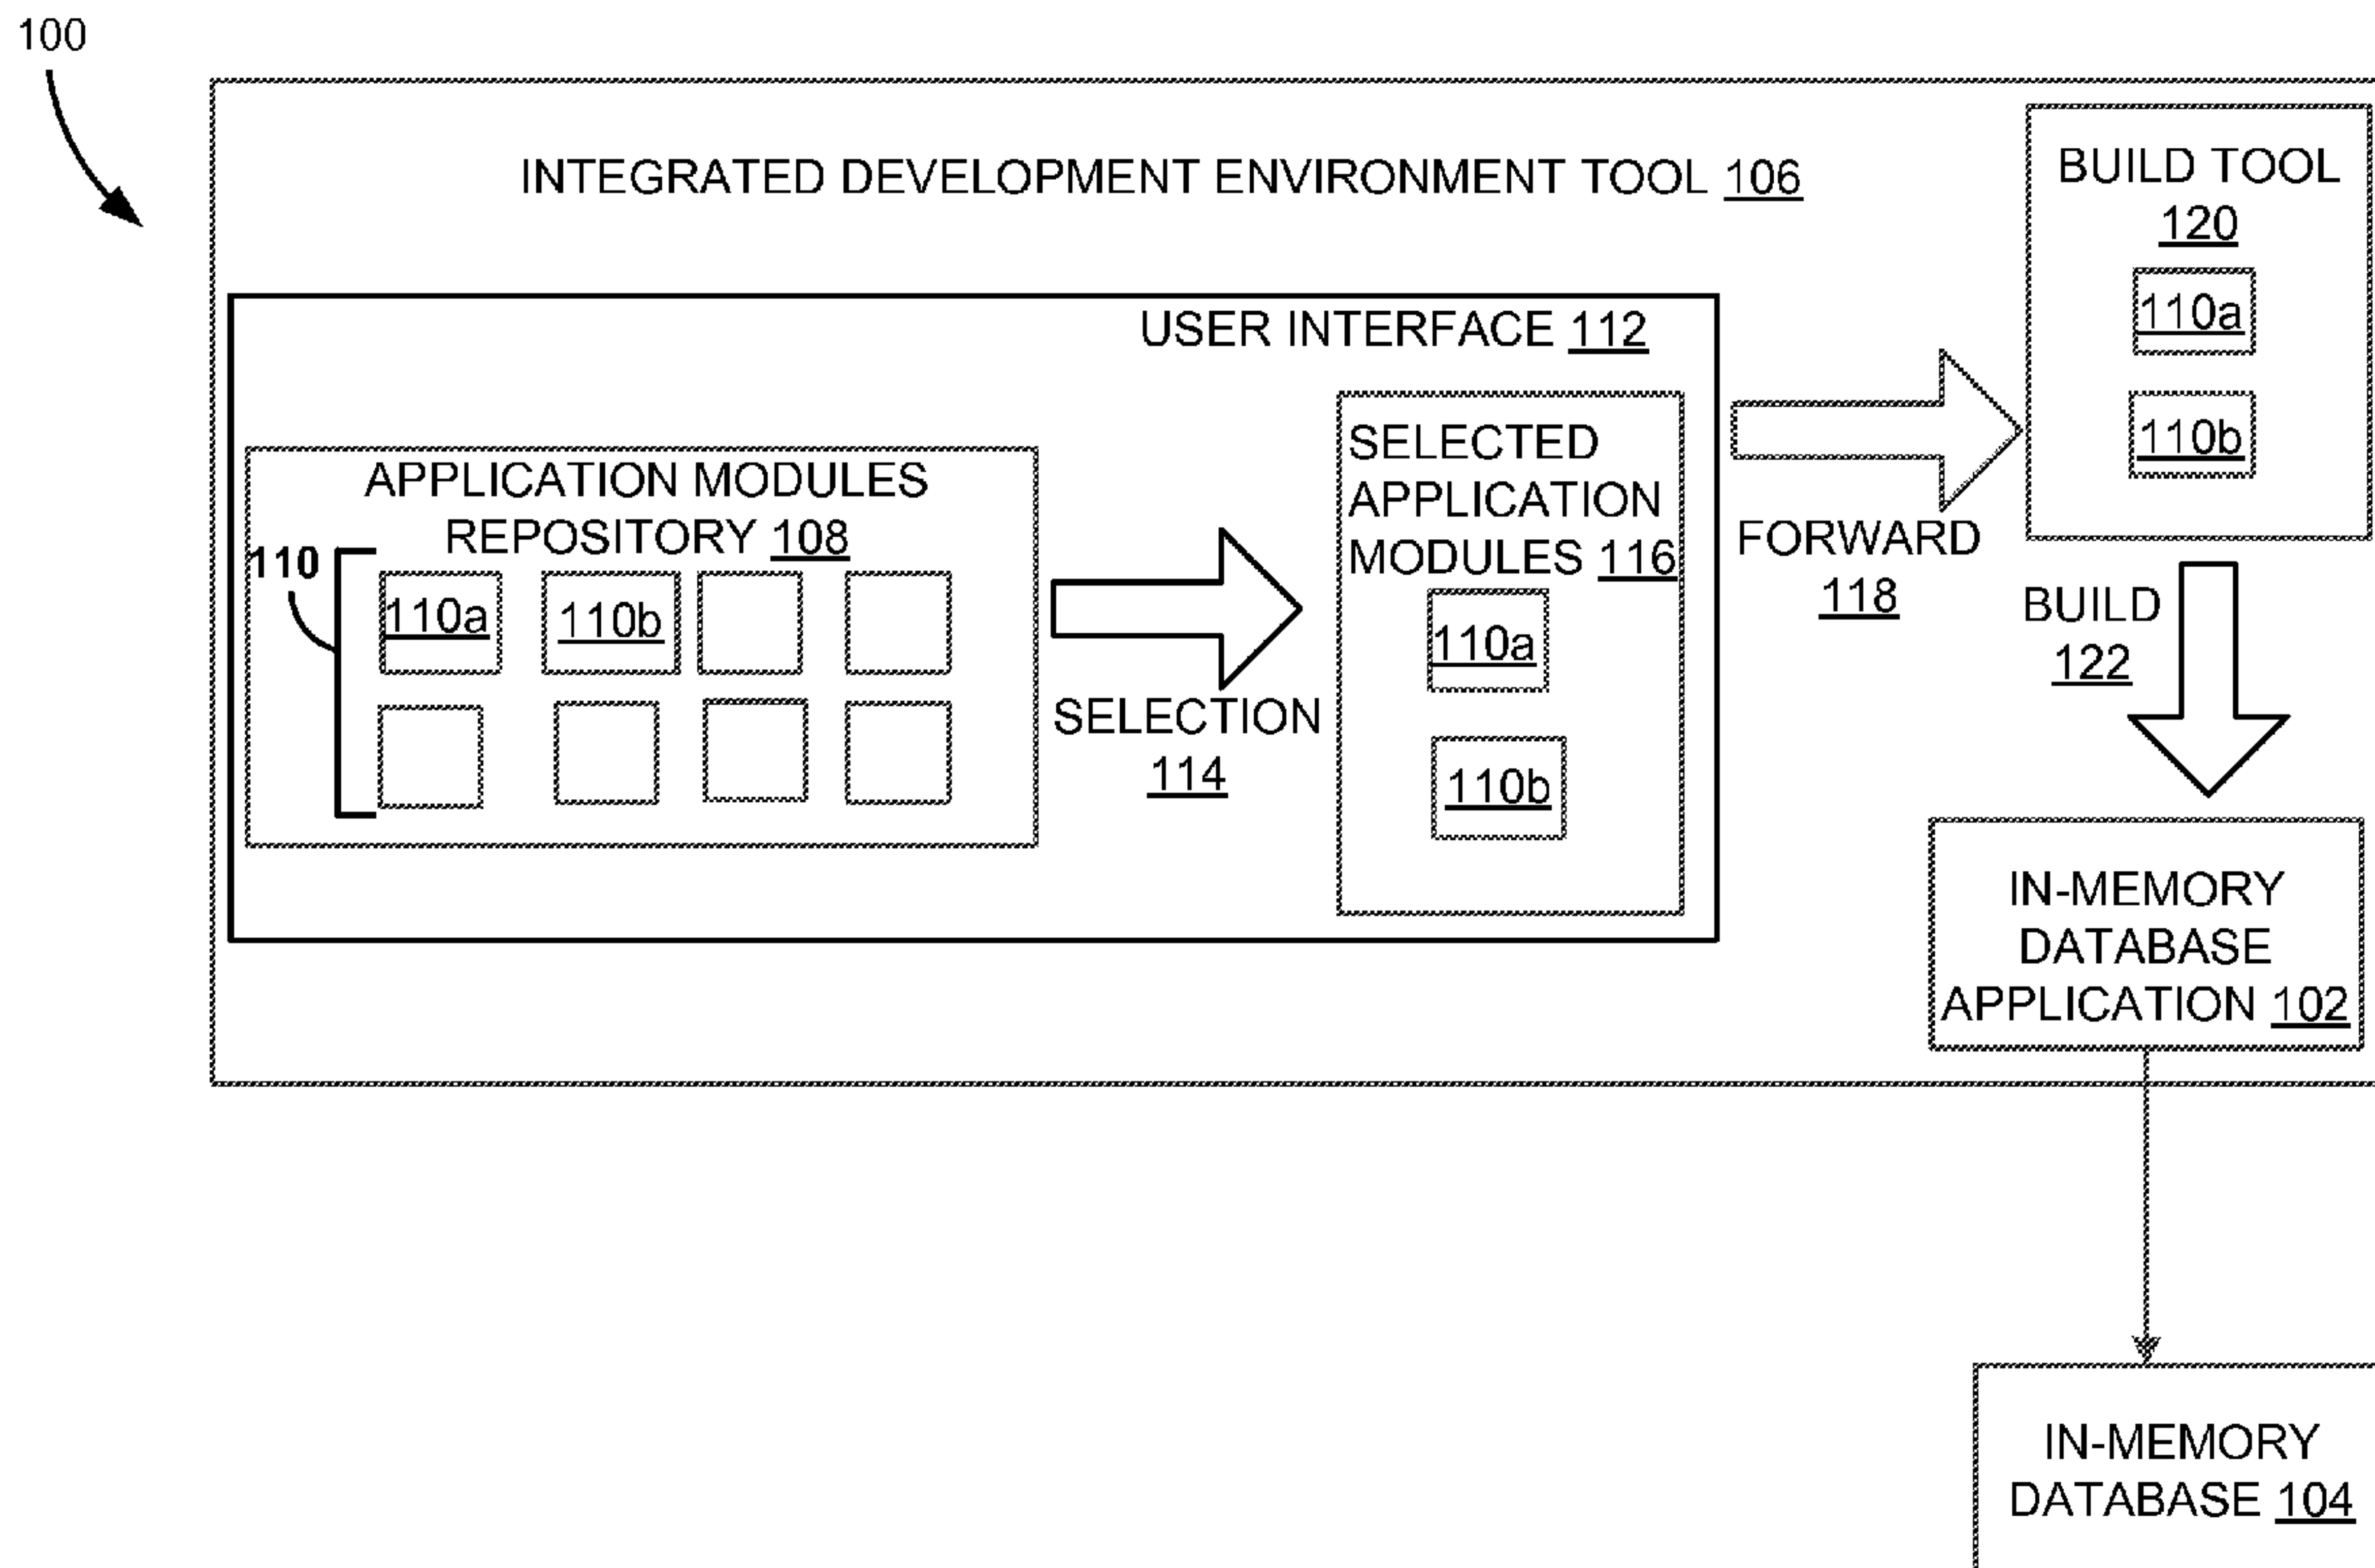 100
INTEGRATED DEVELOPMENT ENVIRONMENT TOOL 106
USER INTERFACE 112
APPLICATION MODULES
REPOSITORY 108
110
110a
110b
SELECTION
114
SELECTED
APPLICATION
MODULES 116
110a
110b
FORWARD
118
BUILD TOOL
120
110a
110b
BUILD
122
IN-MEMORY
DATABASE
APPLICATION 102
IN-MEMORY
DATABASE 104